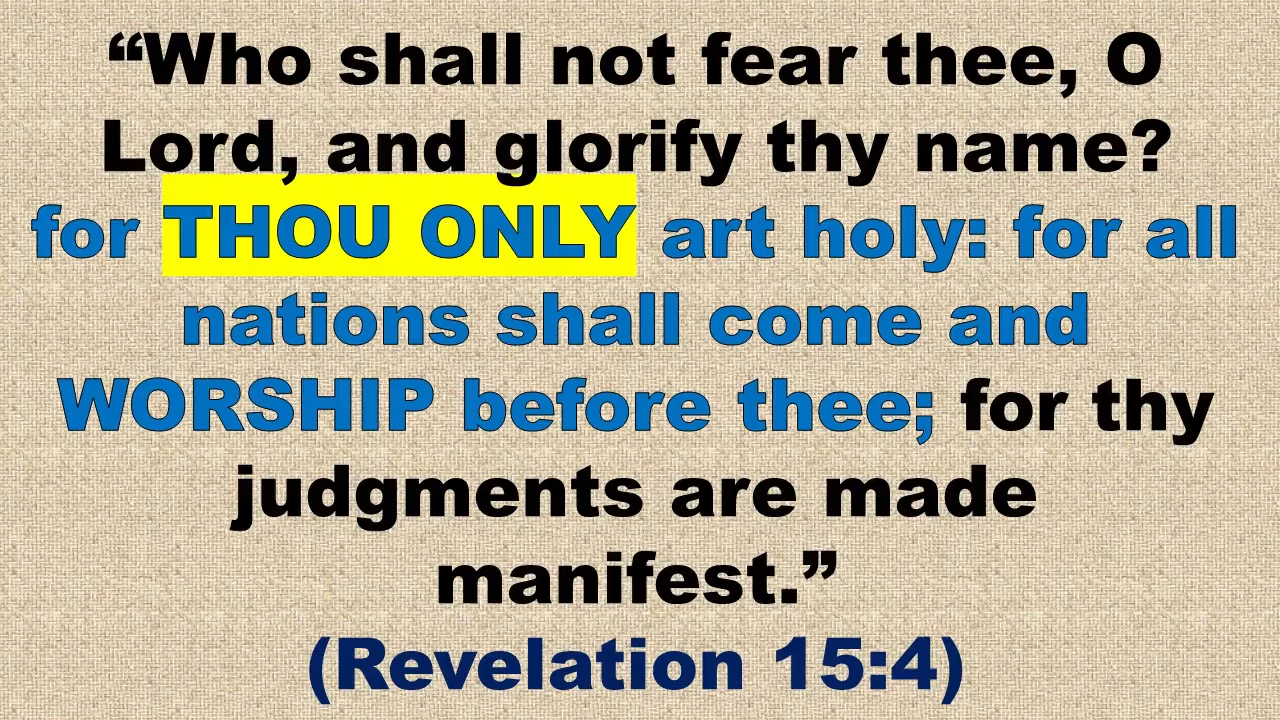 “Who shall not fear thee, O
Lord, and glorify thy name?
for THOU ONLY art holy: for all
nations shall come and
WORSHIP before thee; for thy
judgments are made
manifest.”
(Revelation 15:4)